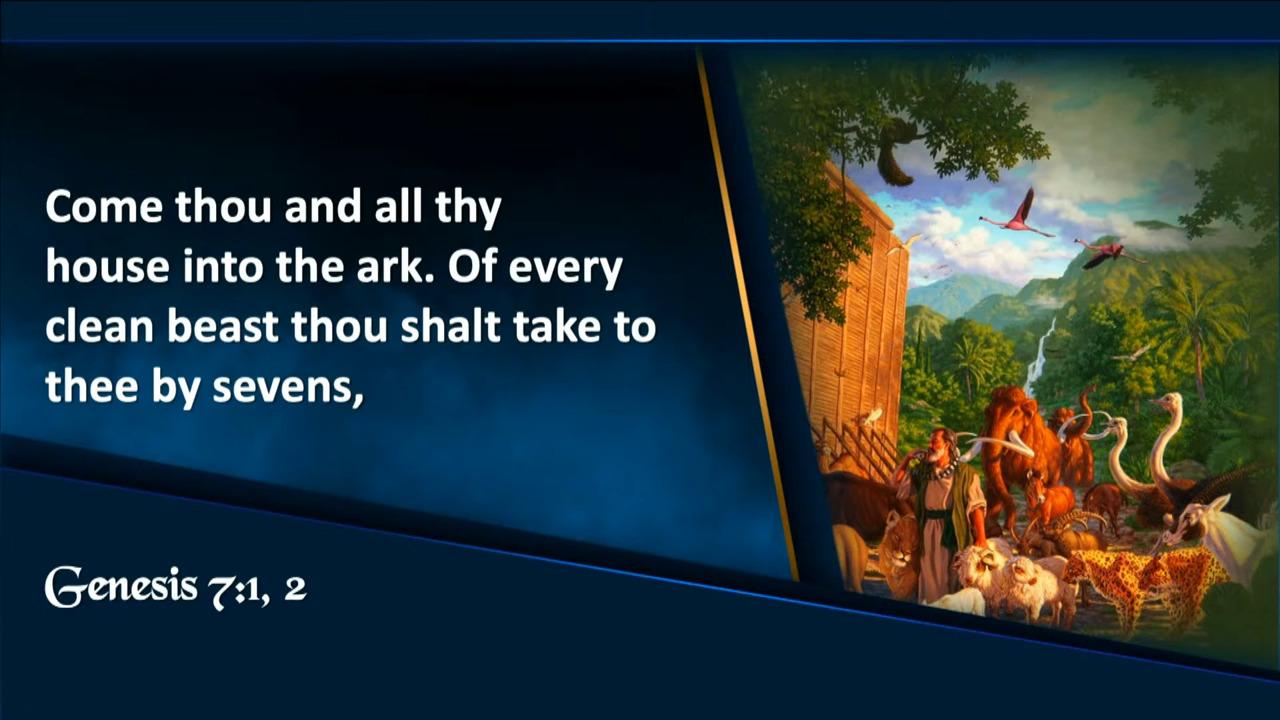 Come thou and all thy
house into the ark. Of every
clean beast thou shalt take to
thee by sevens,
Genesis 7:1, 2